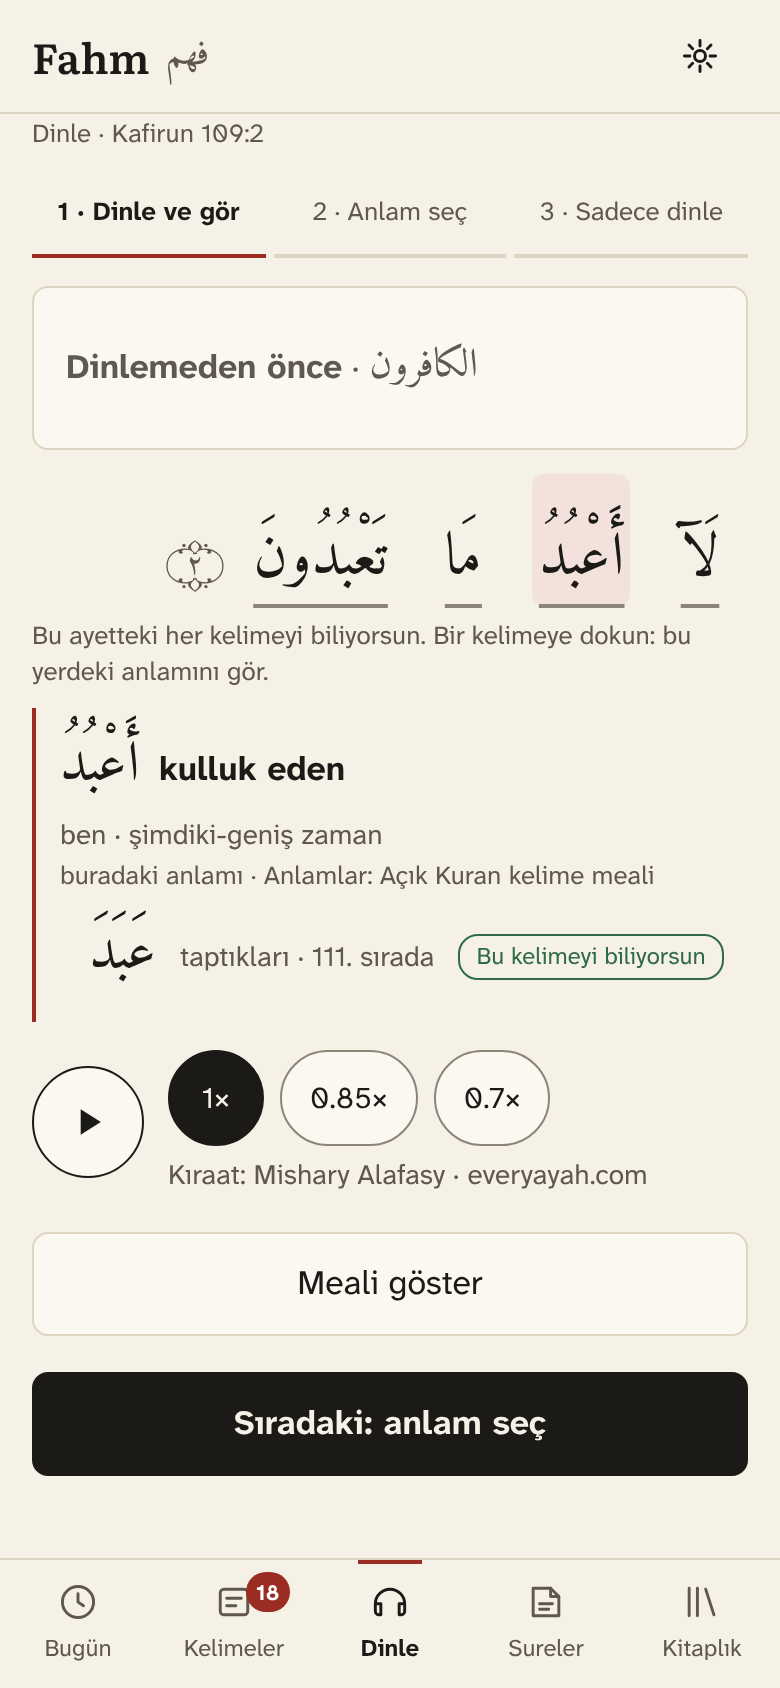 Fahm فهم
Dinle · Kafirun 109:2
1 · Dinle ve gör
2 · Anlam seç
3 · Sadece dinle
Dinlemeden önce · الكافرون
لَآ أَعْبُدُ مَا تَعْبُدُونَ ٢
Bu ayetteki her kelimeyi biliyorsun. Bir kelimeye dokun: bu
yerdeki anlamını gör.
أَعْبُدُ kulluk eden
ben · şimdiki-geniş zaman
buradaki anlamı · Anlamlar: Açık Kuran kelime meali
عَبَدَ taptıkları · 111. sırada Bu kelimeyi biliyorsun
1× 0.85× 0.7×
Kıraat: Mishary Alafasy · everyayah.com
Meali göster
Sıradaki: anlam seç
18
Bugün
Kelimeler
Dinle
Sureler
Kitaplık